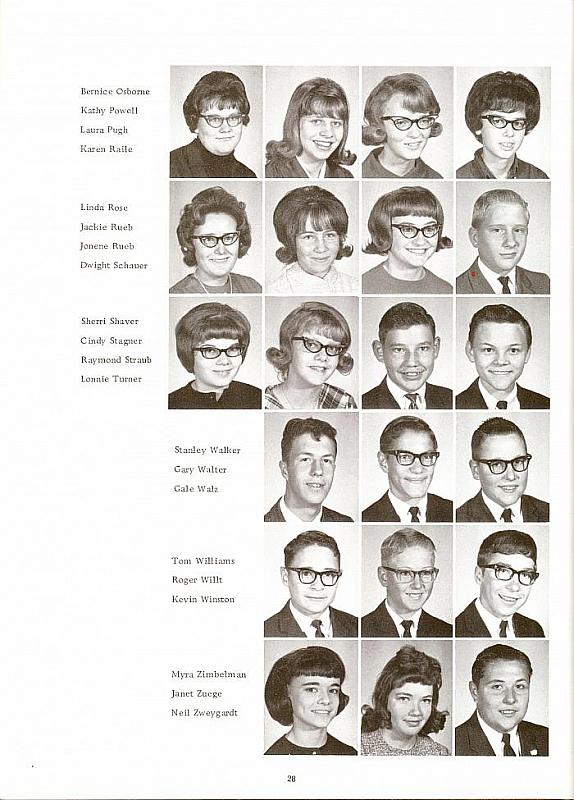 Bernice Osborne
Kathy Powell
Laura Pugh
Karen Raile
Linda Rose
Jackie Rueb
Jonene Rueb
Dwight Schauer
Sherri Shaver
Cindy Stagner
Raymond Straub
Lonnie Turner
Stanley Walker
Gary Walter
Gale Walz
Tom Williams
Roger Willt
Kevin Winston
Myra Zimbelman
Janet Zuege
Neil Zweygardt
28